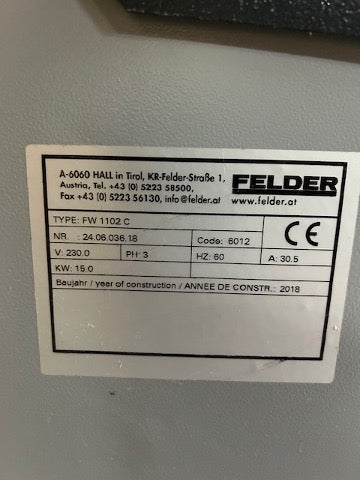 A-6060 HALL in Tirol, KR-Felder-Straße 1,
Austria, Tel. +43 (0) 5223 58500,
Fax +43 (0) 5223 56130, info@felder.at
FELDER
www.felder.at
TYPE: FW 1102 C
NR. : 24.06.036.18 Code: 6012
CE
V: 230.0 PH: 3 HZ: 60 A: 30.5
KW: 15.0
Baujahr / year of construction / ANNEE DE CONSTR.: 2018